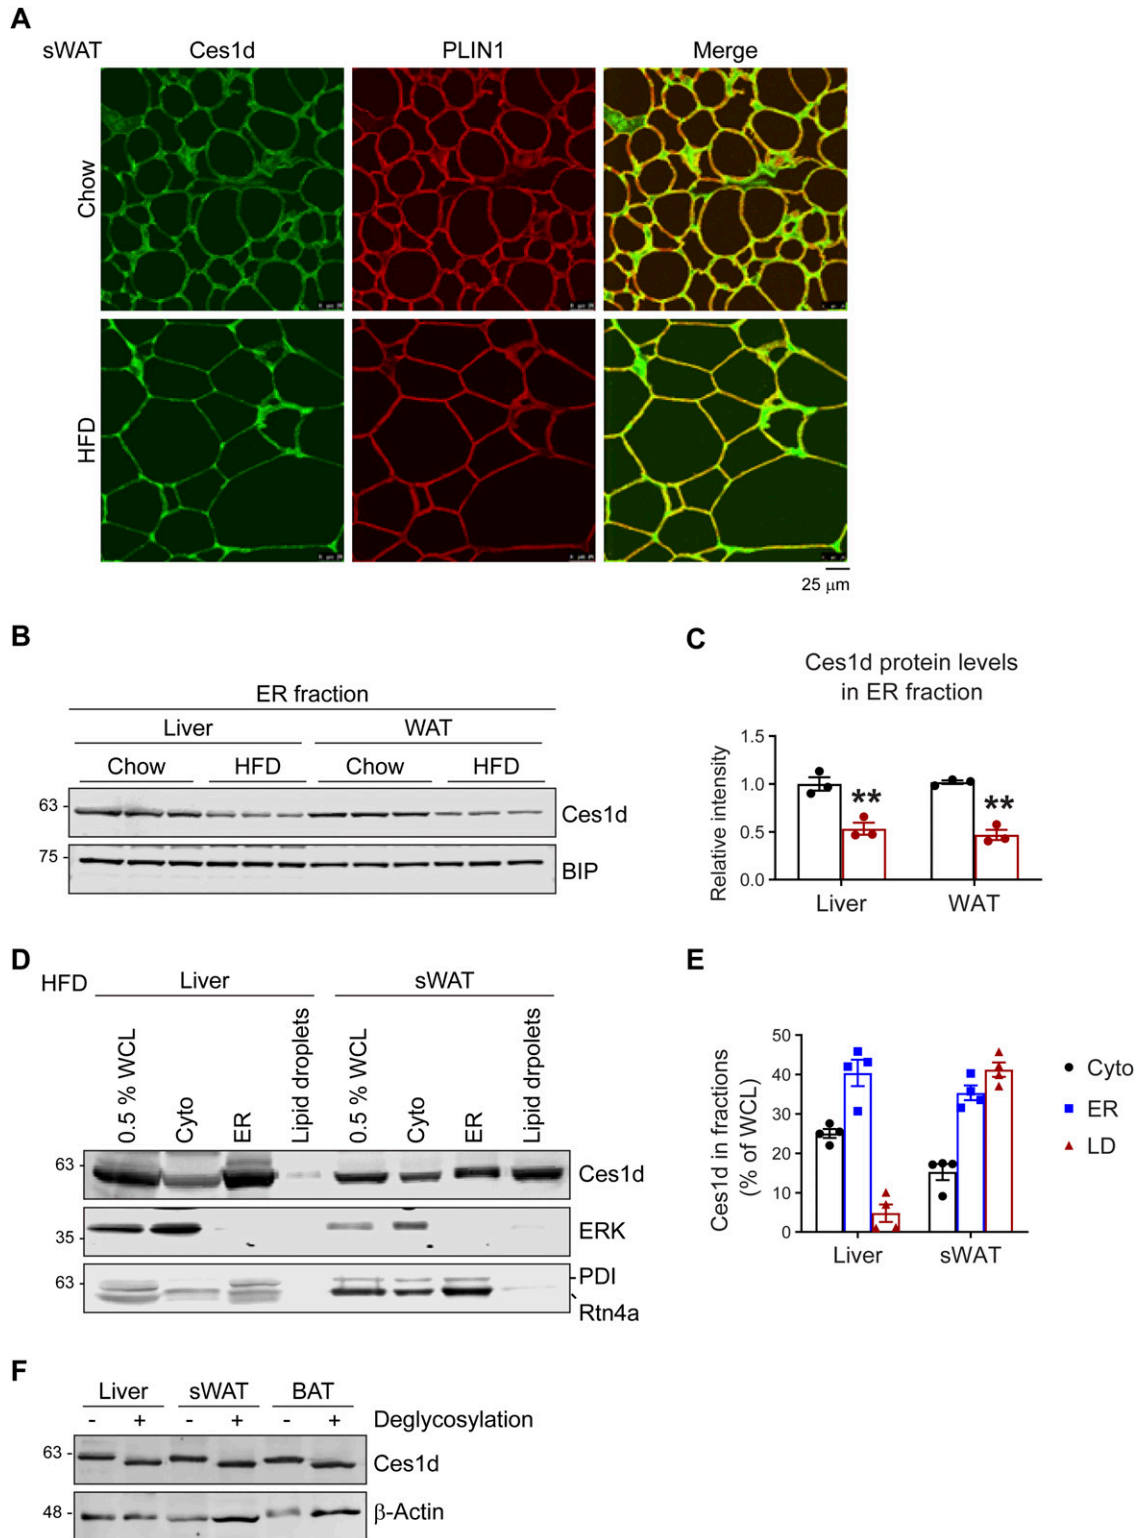 A
sWAT Ces1d PLIN1 Merge
Chow
HFD
25 μm
B
ER fraction
Liver WAT
Chow HFD Chow HFD
63 - Ces1d
75 - BIP
C
Ces1d protein levels
in ER fraction
Relative intensity
1.5
1.0
0.5
0.0
** **
Liver WAT
D
HFD Liver sWAT
0.5 % WCL Cyto ER Lipid droplets 0.5 % WCL Cyto ER Lipid drpolets
63 - Ces1d
35 - ERK
63 - PDI
Rtn4a
E
Ces1d in fractions
(% of WCL)
50
40
30
20
10
0
Liver sWAT
Cyto
ER
LD
F
Liver sWAT BAT
- + - + - + Deglycosylation
63 - Ces1d
48 - β-Actin